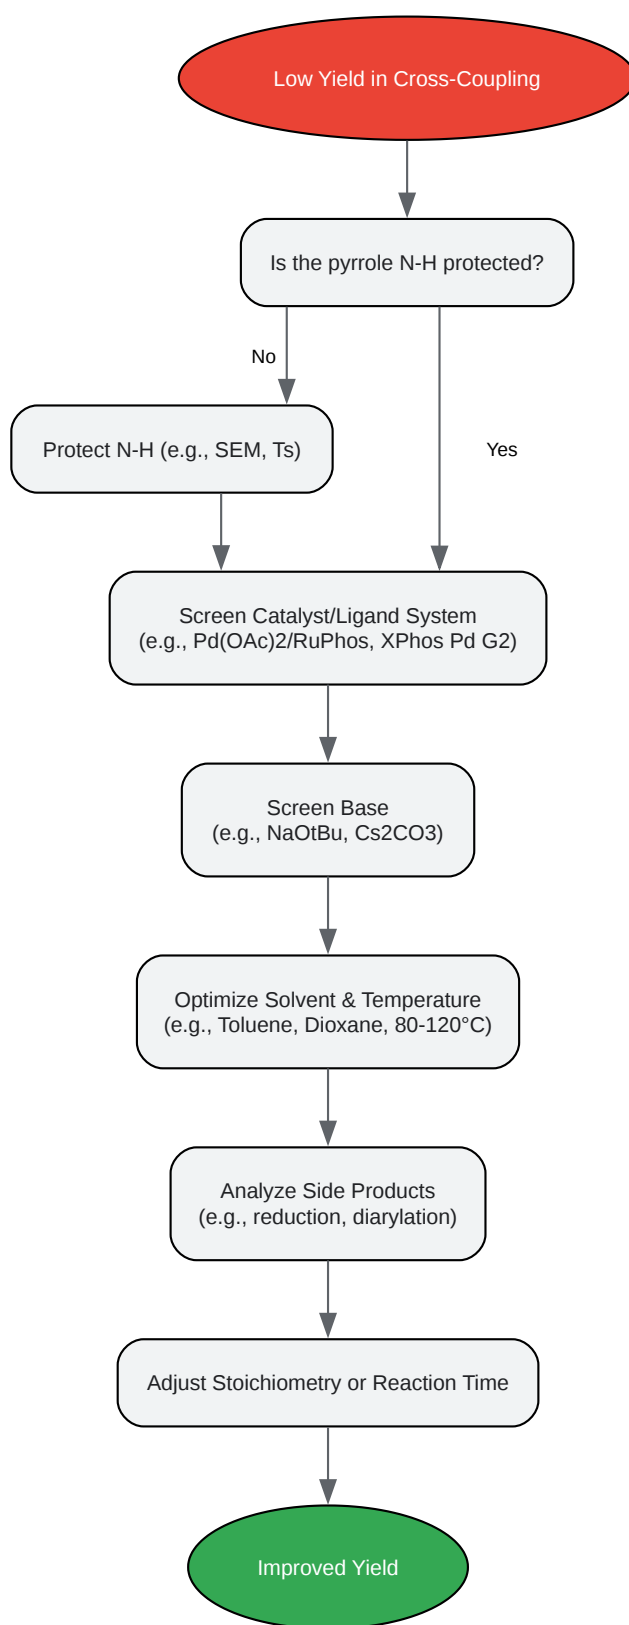 Low Yield in Cross-Coupling
Is the pyrrole N-H protected?
No
Protect N-H (e.g., SEM, Ts)
Yes
Screen Catalyst/Ligand System
(e.g., Pd(OAc)2/RuPhos, XPhos Pd G2)
Screen Base
(e.g., NaOtBu, Cs2CO3)
Optimize Solvent & Temperature
(e.g., Toluene, Dioxane, 80-120°C)
Analyze Side Products
(e.g., reduction, diarylation)
Adjust Stoichiometry or Reaction Time
Improved Yield